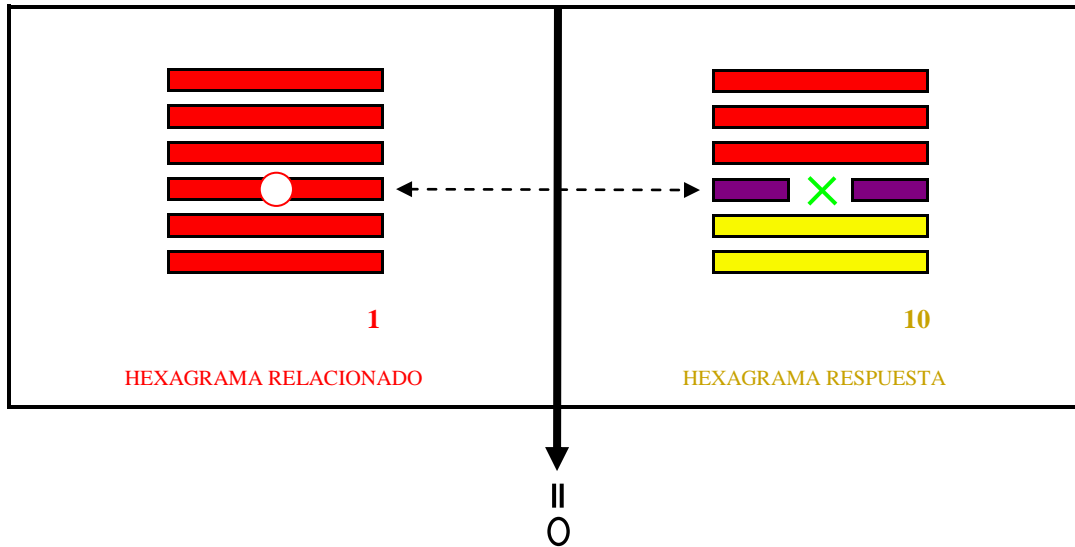 1
10
HEXAGRAMA RELACIONADO
HEXAGRAMA RESPUESTA
=
O